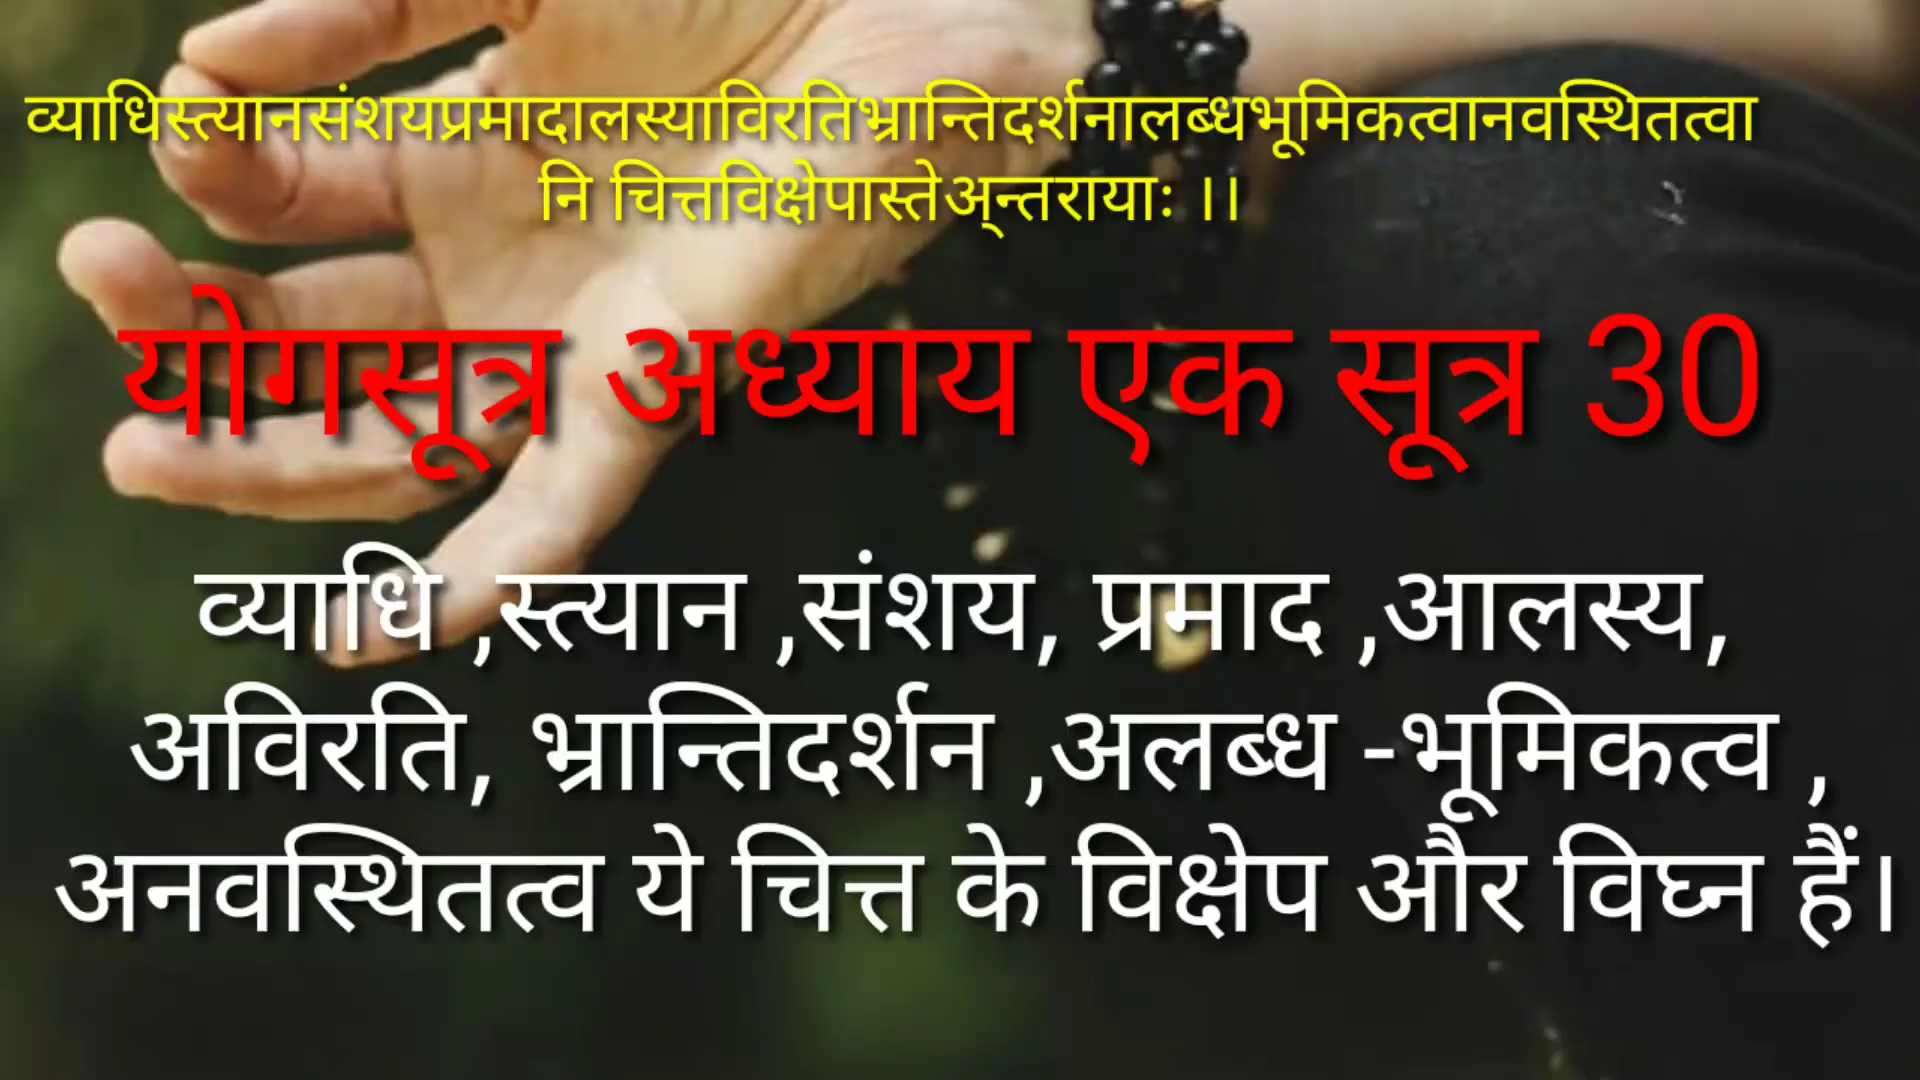 व्याधिस्त्यानसंशयप्रमादालस्याविरतिभ्रान्तिदर्शनालब्धभूमिकत्वानवस्थितत्वा
नि चित्तविक्षेपास्तेअ्न्तरायाः ।।
योगसूत्र अध्याय एक सूत्र 30
व्याधि ,स्त्यान ,संशय, प्रमाद ,आलस्य,
अविरति, भ्रान्तिदर्शन ,अलब्ध -भूमिकत्व ,
अनवस्थितत्व ये चित्त के विक्षेप और विघ्न हैं।